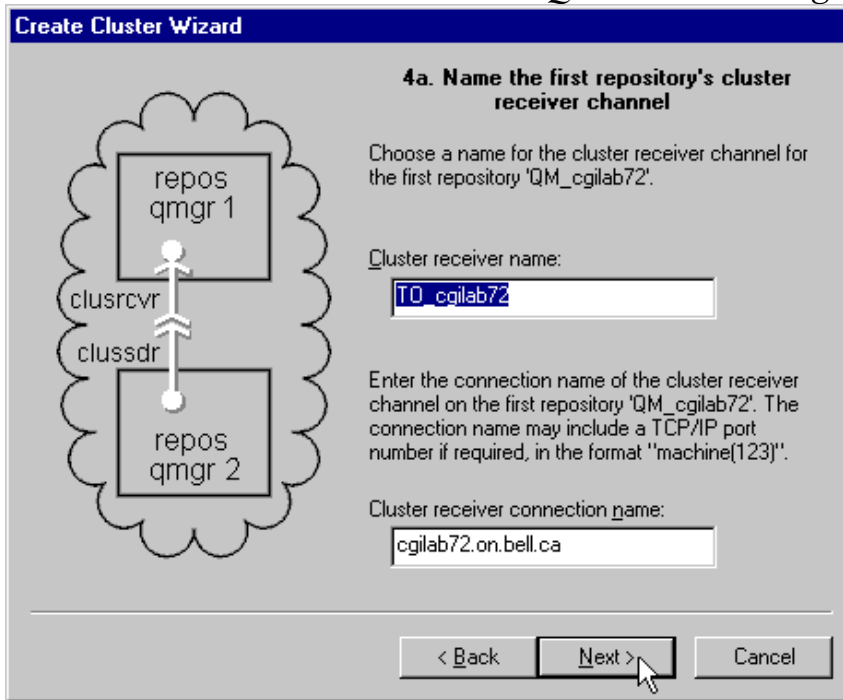 Create Cluster Wizard
4a. Name the first repository's cluster
receiver channel
Choose a name for the cluster receiver channel for
the first repository 'QM_cgilab72'.
Cluster receiver name:
TO_cgilab72
Enter the connection name of the cluster receiver
channel on the first repository 'QM_cgilab72'. The
connection name may include a TCP/IP port
number if required, in the format "machine(123)".
Cluster receiver connection name:
cgilab72.on.bell.ca
repos
qmgr 1
clusrcvr
clussdr
repos
qmgr 2
< Back
Next >
Cancel